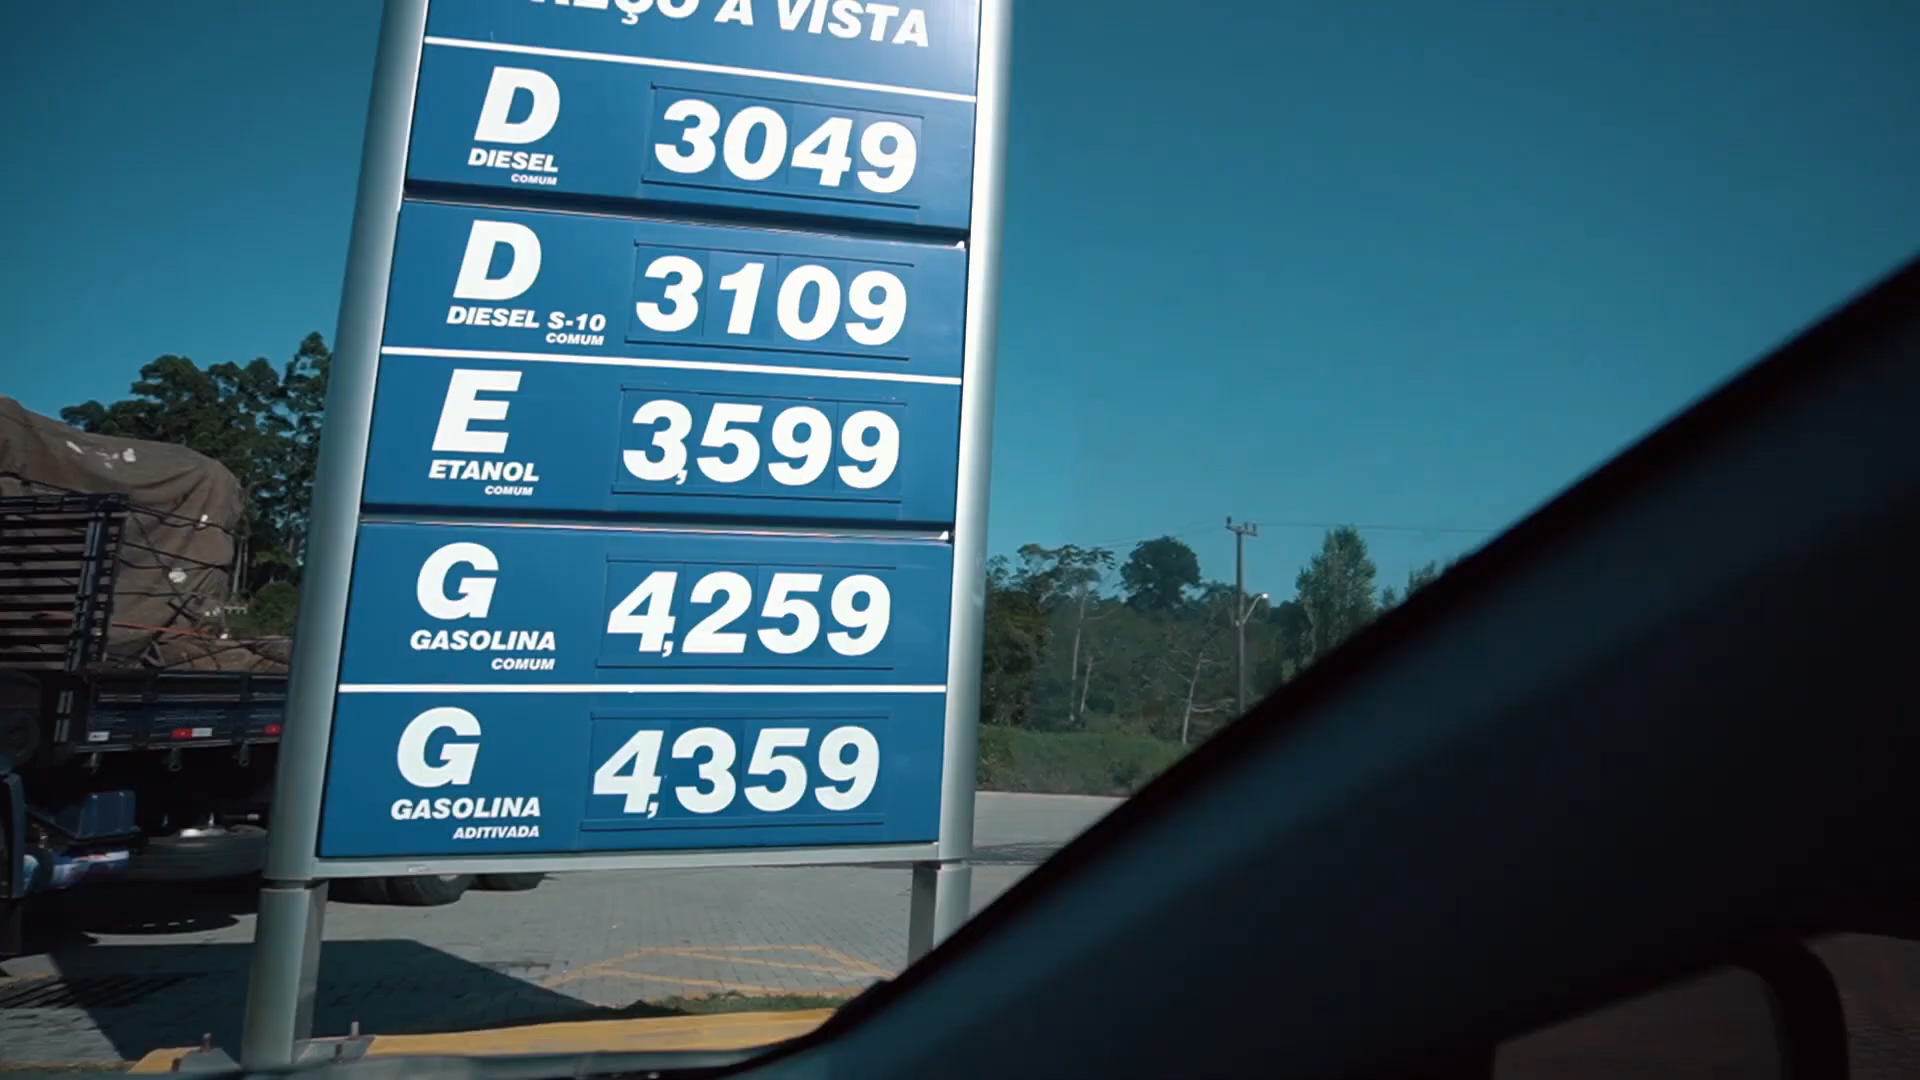 PREÇO A VISTA
D 3049
DIESEL
COMUM
D 3109
DIESEL S-10
COMUM
E 3,599
ETANOL
COMUM
G 4,259
GASOLINA
COMUM
G 4,359
GASOLINA
ADITIVADA